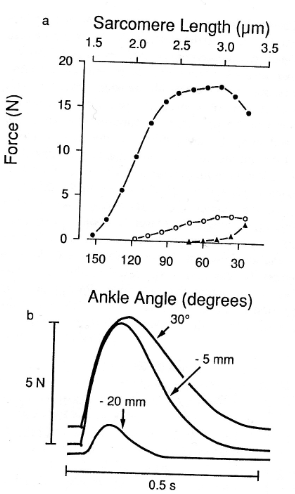 a
Sarcomere Length (µm)
1.5 2.0 2.5 3.0 3.5
Force (N)
20
15
10
5
0
150 120 90 60 30
Ankle Angle (degrees)
b
30°
- 5 mm
5 N
- 20 mm
0.5 s